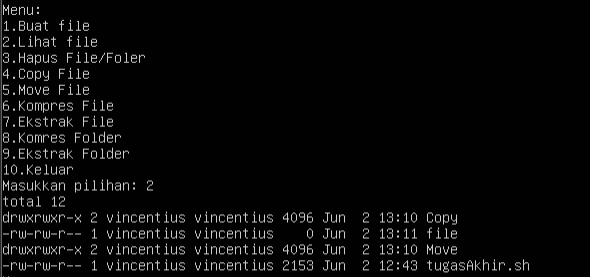 Menu:
1.Buat file
2.Lihat file
3.Hapus File/Foler
4.Copy File
5.Move File
6.Kompres File
7.Ekstrak File
8.Komres Folder
9.Ekstrak Folder
10.Keluar
Masukkan pilihan: 2
total 12
drwxrwxr-x 2 vincentius vincentius 4096 Jun  2 13:10 Copy
-rw-rw-r-- 1 vincentius vincentius    0 Jun  2 13:11 file
drwxrwxr-x 2 vincentius vincentius 4096 Jun  2 13:10 Move
-rw-rw-r-- 1 vincentius vincentius 2153 Jun  2 12:43 tugasAkhir.sh